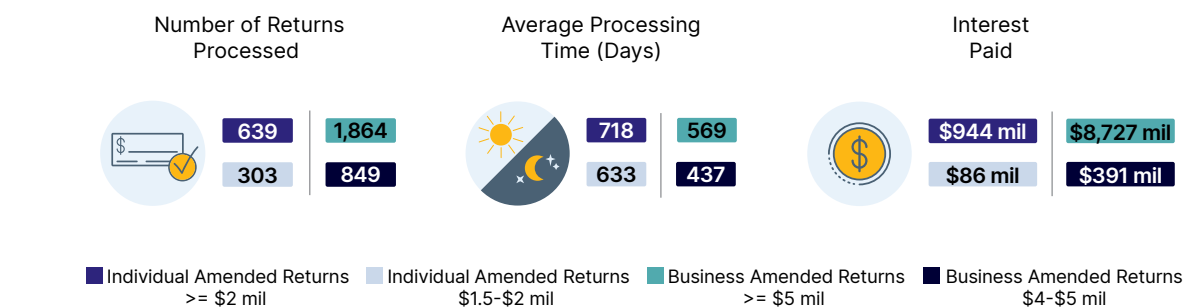 Number of Returns
Processed
Average Processing
Time (Days)
Interest
Paid
$
639
1,864
303
849
718
569
633
437
$
$944 mil
$8,727 mil
$86 mil
$391 mil
Individual Amended Returns
>= $2 mil
Individual Amended Returns
$1.5-$2 mil
Business Amended Returns
>= $5 mil
Business Amended Returns
$4-$5 mil